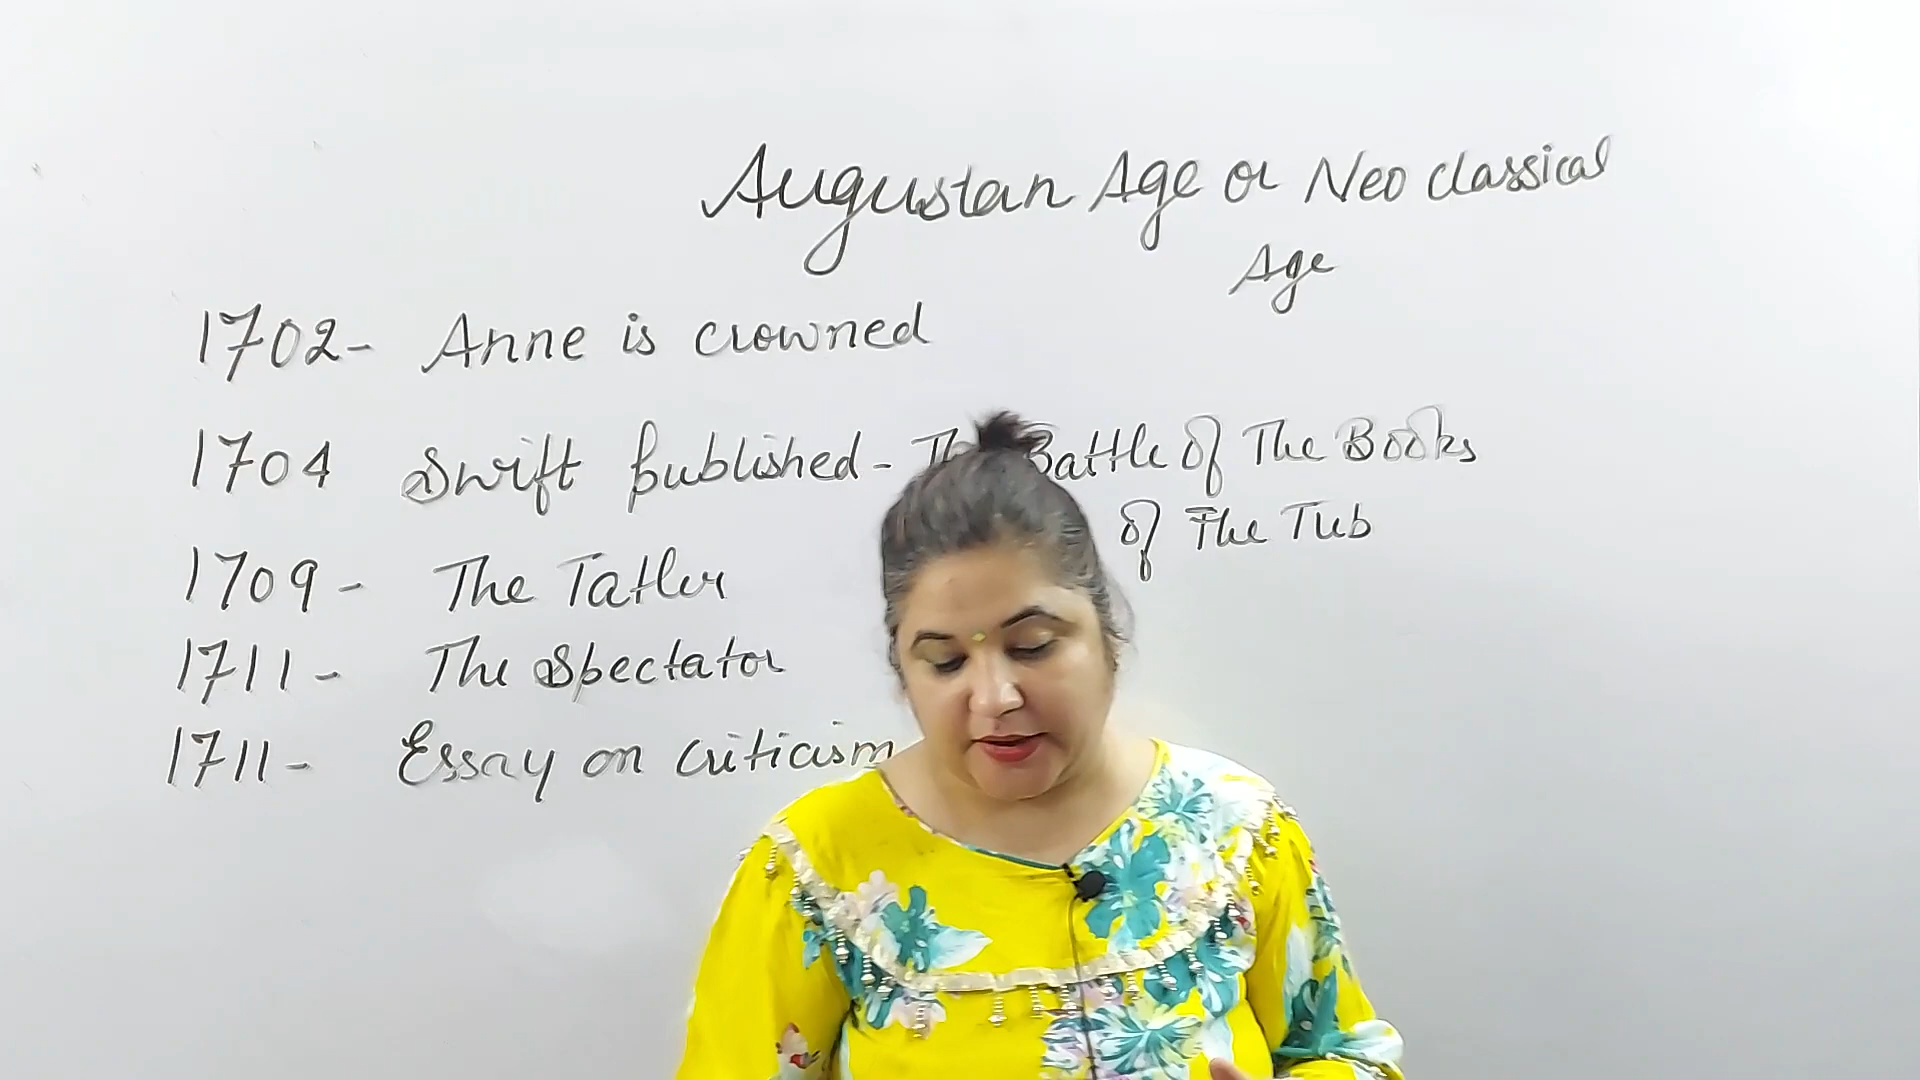 Augustan Age or Neo classical
Age
1702- Anne is crowned
1704 Swift published - The Battle Of The Books
Of The Tub
1709 - The Tatler
1711 - The Spectator
1711 - Essay on criticism